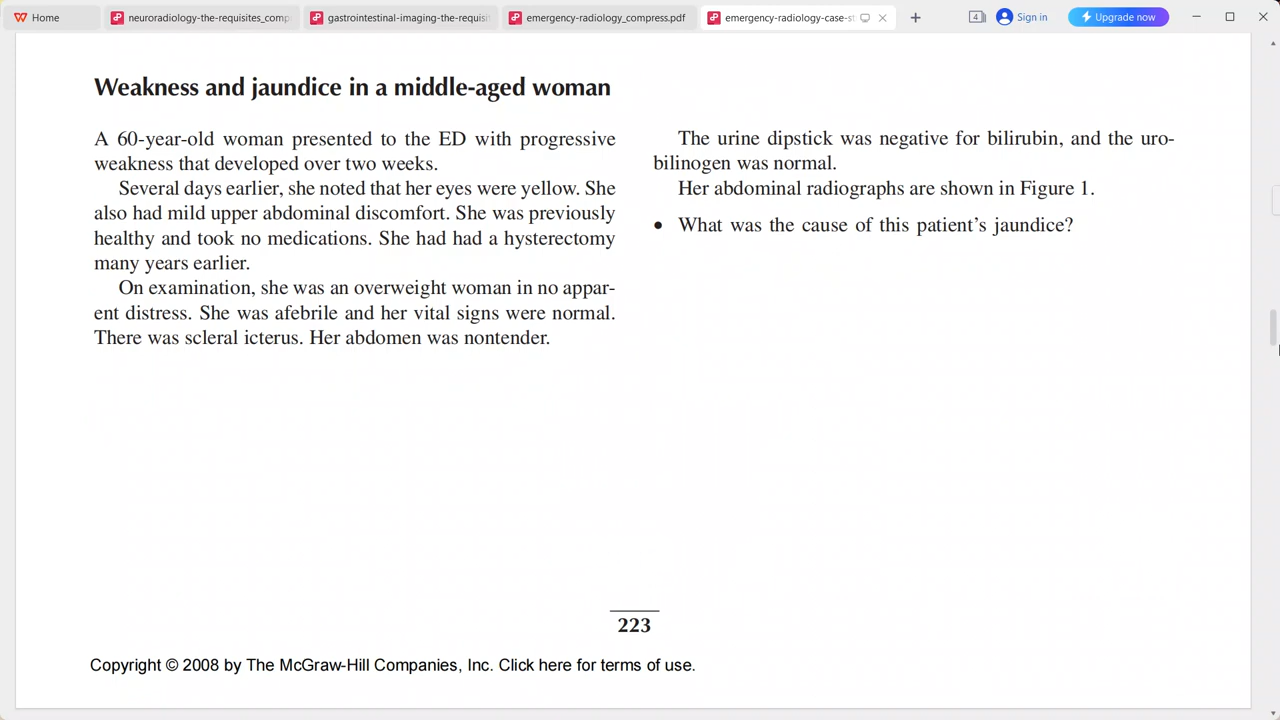 Home
neuroradiology-the-requisites_comp
gastrointestinal-imaging-the-requisit
emergency-radiology_compress.pdf
emergency-radiology-case-st
4
Sign in
Upgrade now
Weakness and jaundice in a middle-aged woman
A 60-year-old woman presented to the ED with progressive
weakness that developed over two weeks.
Several days earlier, she noted that her eyes were yellow. She
also had mild upper abdominal discomfort. She was previously
healthy and took no medications. She had had a hysterectomy
many years earlier.
On examination, she was an overweight woman in no appar-
ent distress. She was afebrile and her vital signs were normal.
There was scleral icterus. Her abdomen was nontender.
The urine dipstick was negative for bilirubin, and the uro-
bilinogen was normal.
Her abdominal radiographs are shown in Figure 1.
• What was the cause of this patient's jaundice?
223
Copyright © 2008 by The McGraw-Hill Companies, Inc. Click here for terms of use.